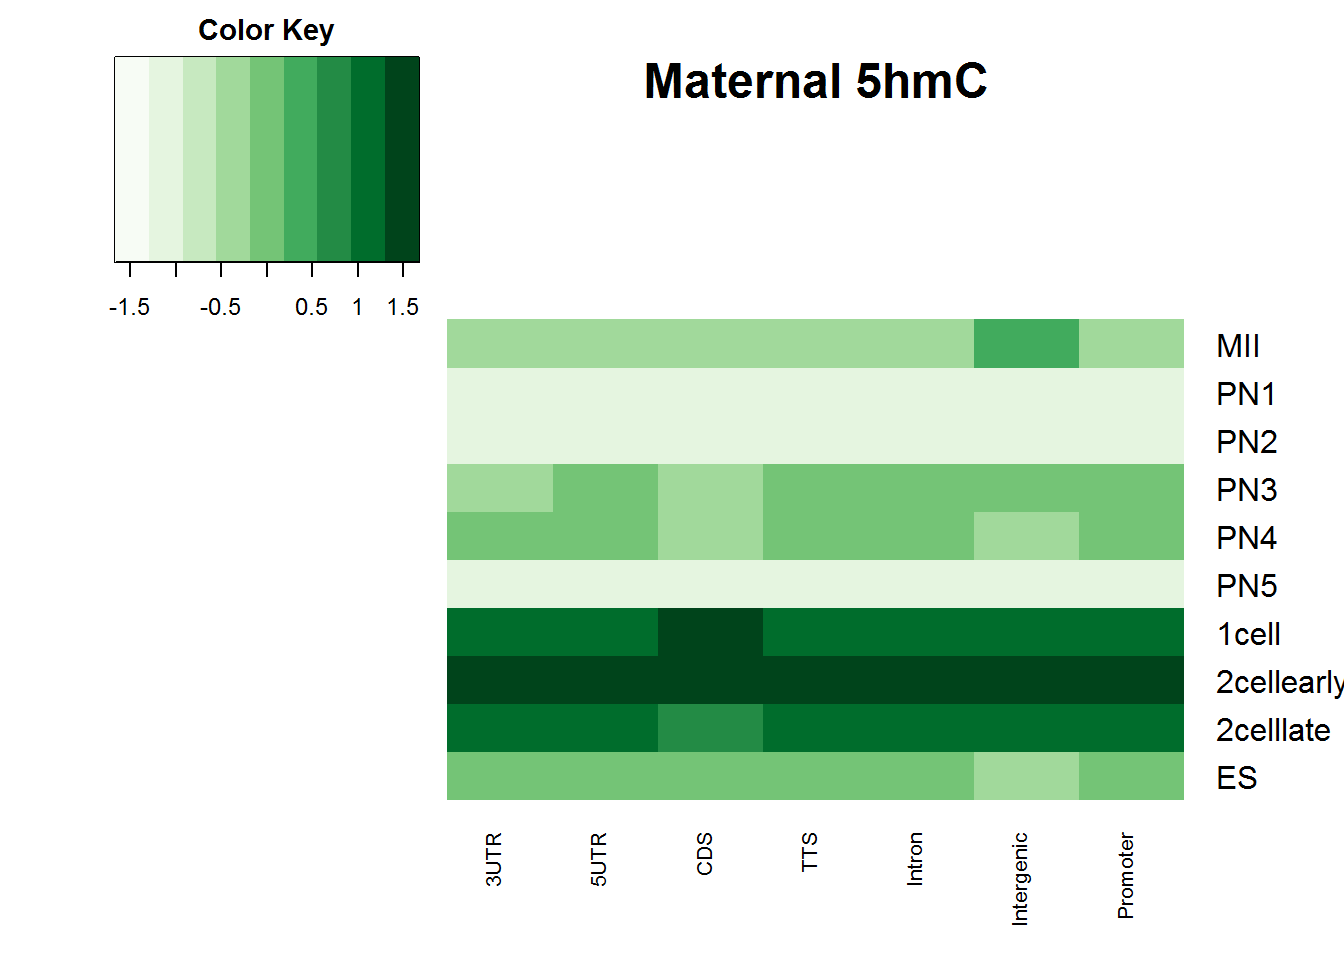 Color Key
Maternal 5hmC
-1.5 -0.5 0.5 1 1.5
MII
PN1
PN2
PN3
PN4
PN5
1cell
2cellearly
2celllate
ES
3UTR
5UTR
CDS
TTS
Intron
Intergenic
Promoter